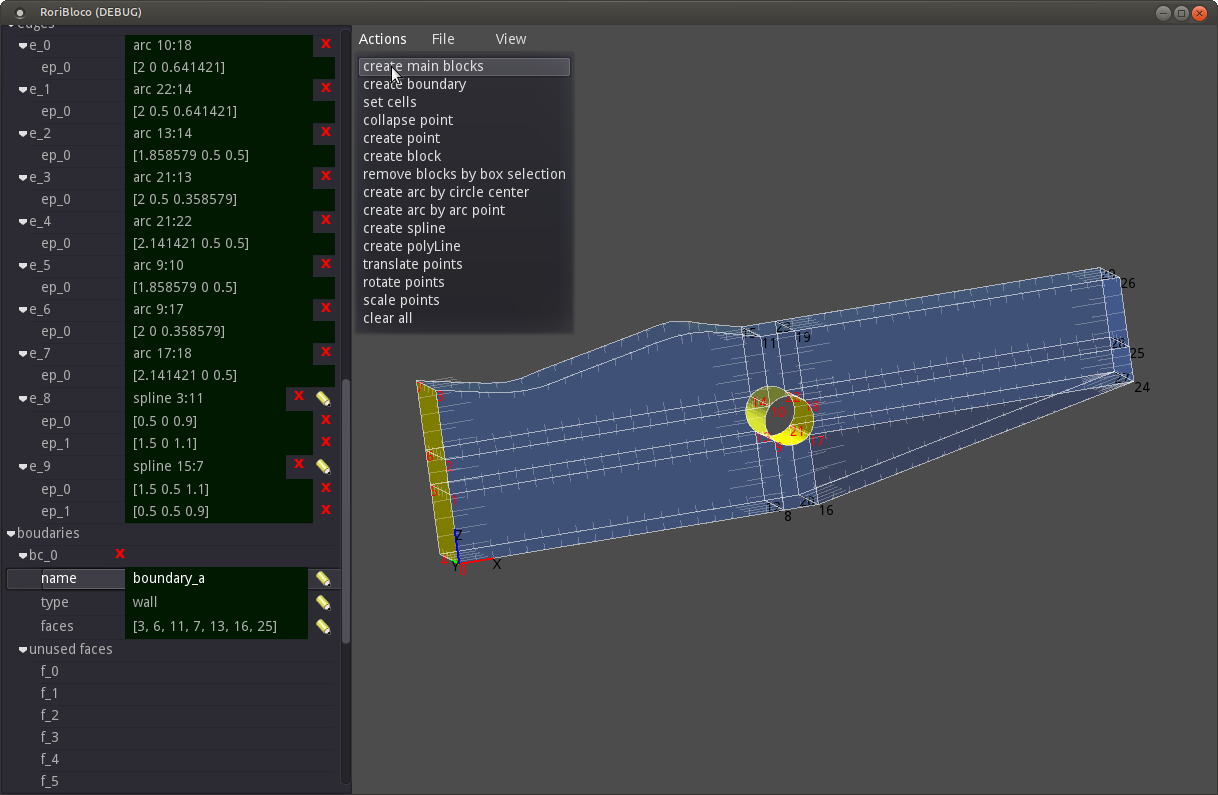 RoriBloco (DEBUG)
edges
e_0 arc 10:18 x
ep_0 [2 0 0.641421]
e_1 arc 22:14 x
ep_0 [2 0.5 0.641421]
e_2 arc 13:14 x
ep_0 [1.858579 0.5 0.5]
e_3 arc 21:13 x
ep_0 [2 0.5 0.358579]
e_4 arc 21:22 x
ep_0 [2.141421 0.5 0.5]
e_5 arc 9:10 x
ep_0 [1.858579 0 0.5]
e_6 arc 9:17 x
ep_0 [2 0 0.358579]
e_7 arc 17:18 x
ep_0 [2.141421 0 0.5]
e_8 spline 3:11 x
ep_0 [0.5 0 0.9] x
ep_1 [1.5 0 1.1] x
e_9 spline 15:7 x
ep_0 [1.5 0.5 1.1] x
ep_1 [0.5 0.5 0.9] x
boudaries
bc_0 x
name boundary_a
type wall
faces [3, 6, 11, 7, 13, 16, 25]
unused faces
f_0
f_1
f_2
f_3
f_4
f_5
Actions File View
create main blocks
create boundary
set cells
collapse point
create point
create block
remove blocks by box selection
create arc by circle center
create arc by arc point
create spline
create polyLine
translate points
rotate points
scale points
clear all
26
19
11
25
24
10
21
16
8
Z
X
Y